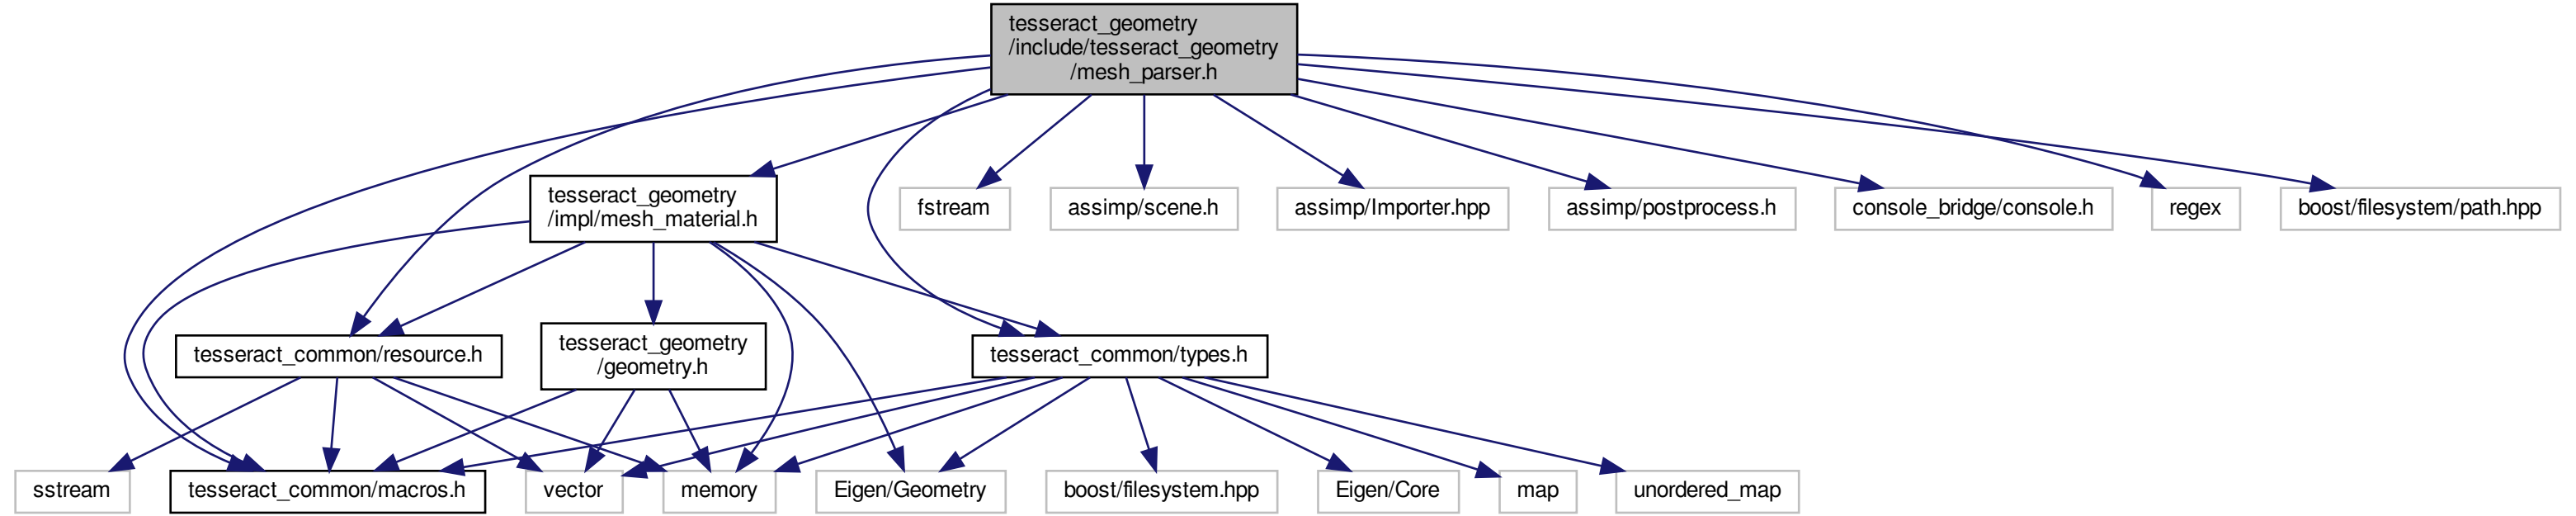 tesseract_geometry
/include/tesseract_geometry
/mesh_parser.h
tesseract_geometry
/impl/mesh_material.h
fstream
assimp/scene.h
assimp/Importer.hpp
assimp/postprocess.h
console_bridge/console.h
regex
boost/filesystem/path.hpp
tesseract_common/resource.h
tesseract_geometry
/geometry.h
tesseract_common/types.h
sstream
tesseract_common/macros.h
vector
memory
Eigen/Geometry
boost/filesystem.hpp
Eigen/Core
map
unordered_map